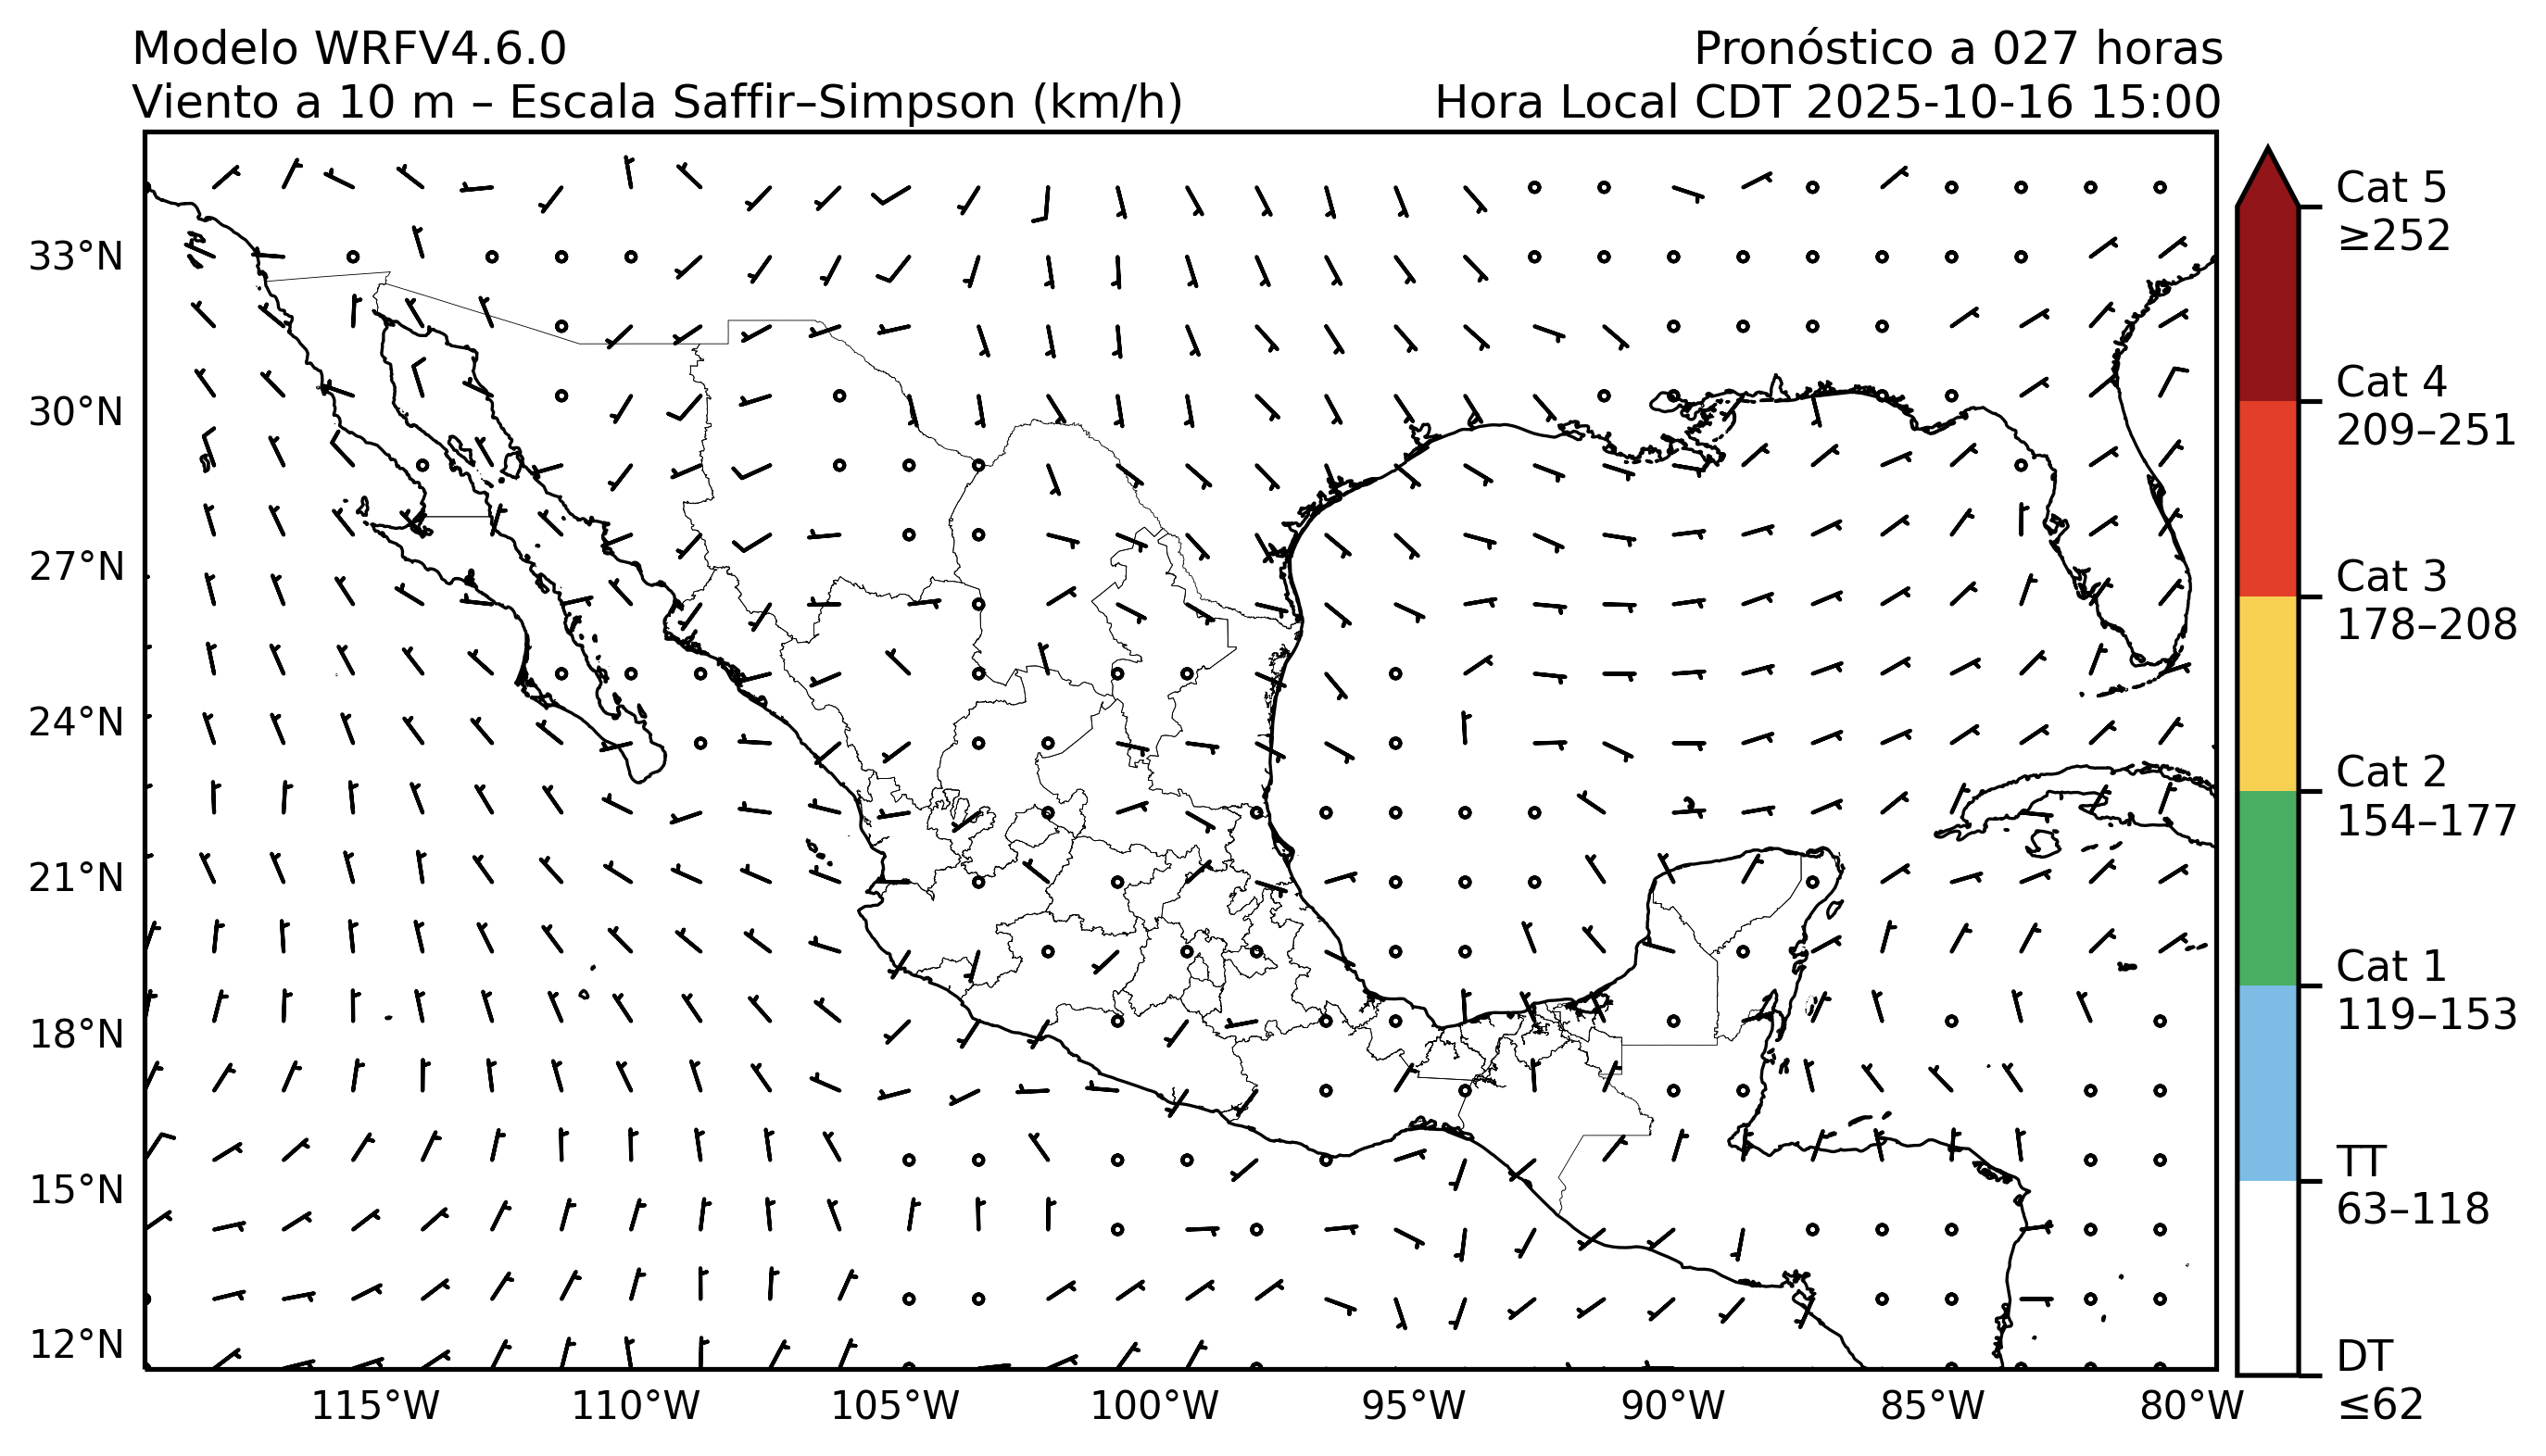 Modelo WRFV4.6.0
Pronóstico a 027 horas
Viento a 10 m – Escala Saffir–Simpson (km/h)
Hora Local CDT 2025-10-16 15:00
33°N
30°N
27°N
24°N
21°N
18°N
15°N
12°N
115°W
110°W
105°W
100°W
95°W
90°W
85°W
80°W
Cat 5
≥252
Cat 4
209–251
Cat 3
178–208
Cat 2
154–177
Cat 1
119–153
TT
63–118
DT
≤62